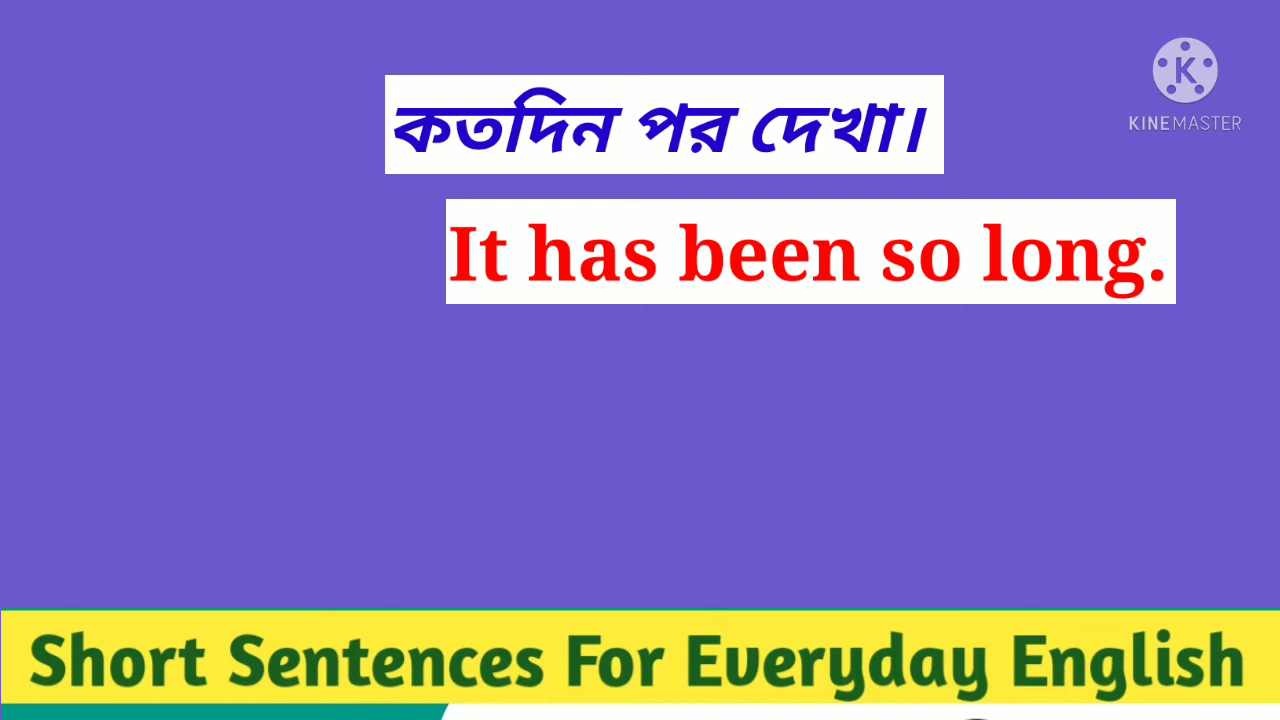 কতদিন পর দেখা।
KINEMASTER
It has been so long.
Short Sentences For Everyday English